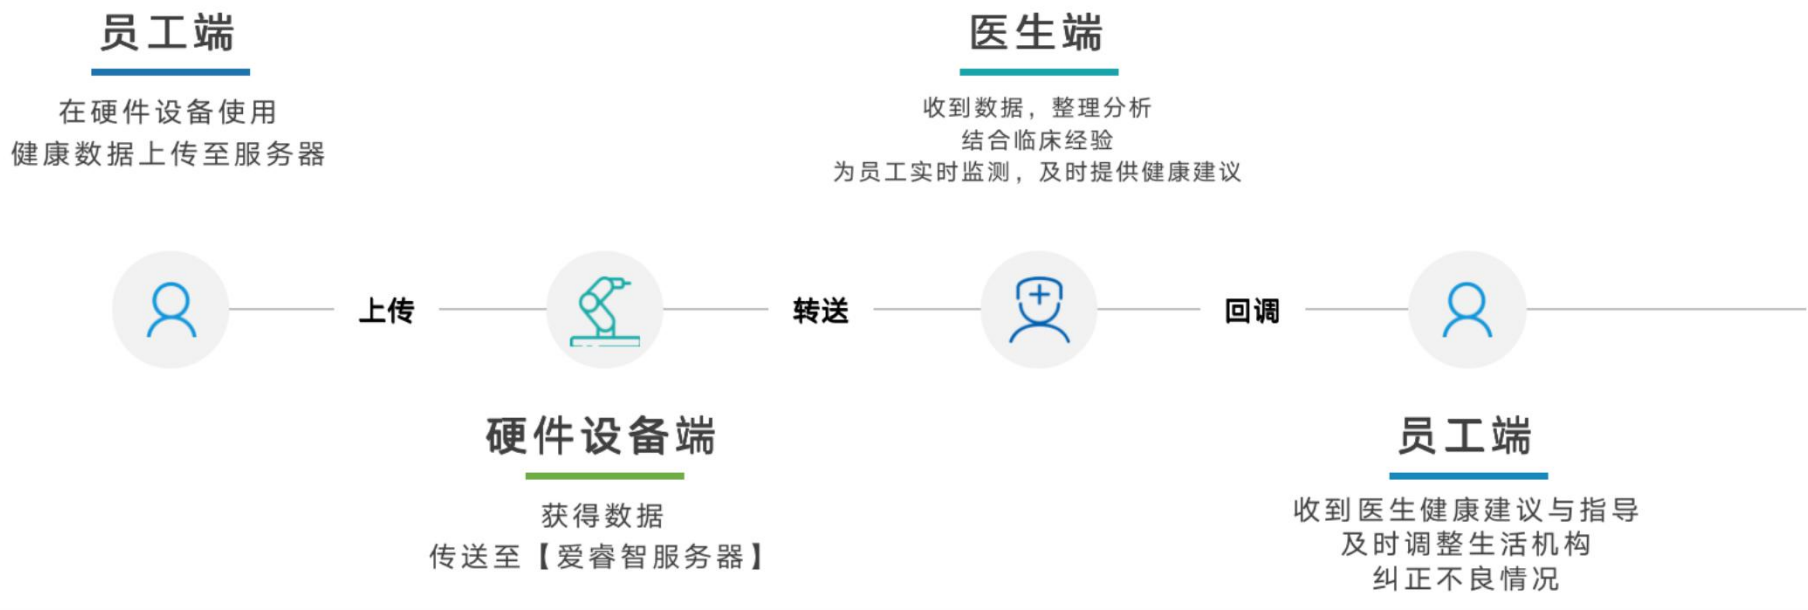 员工端
在硬件设备使用
健康数据上传至服务器
医生端
收到数据，整理分析
结合临床经验
为员工实时监测，及时提供健康建议
上传
转送
回调
硬件设备端
获得数据
传送至【爱睿智服务器】
员工端
收到医生健康建议与指导
及时调整生活机构
纠正不良情况